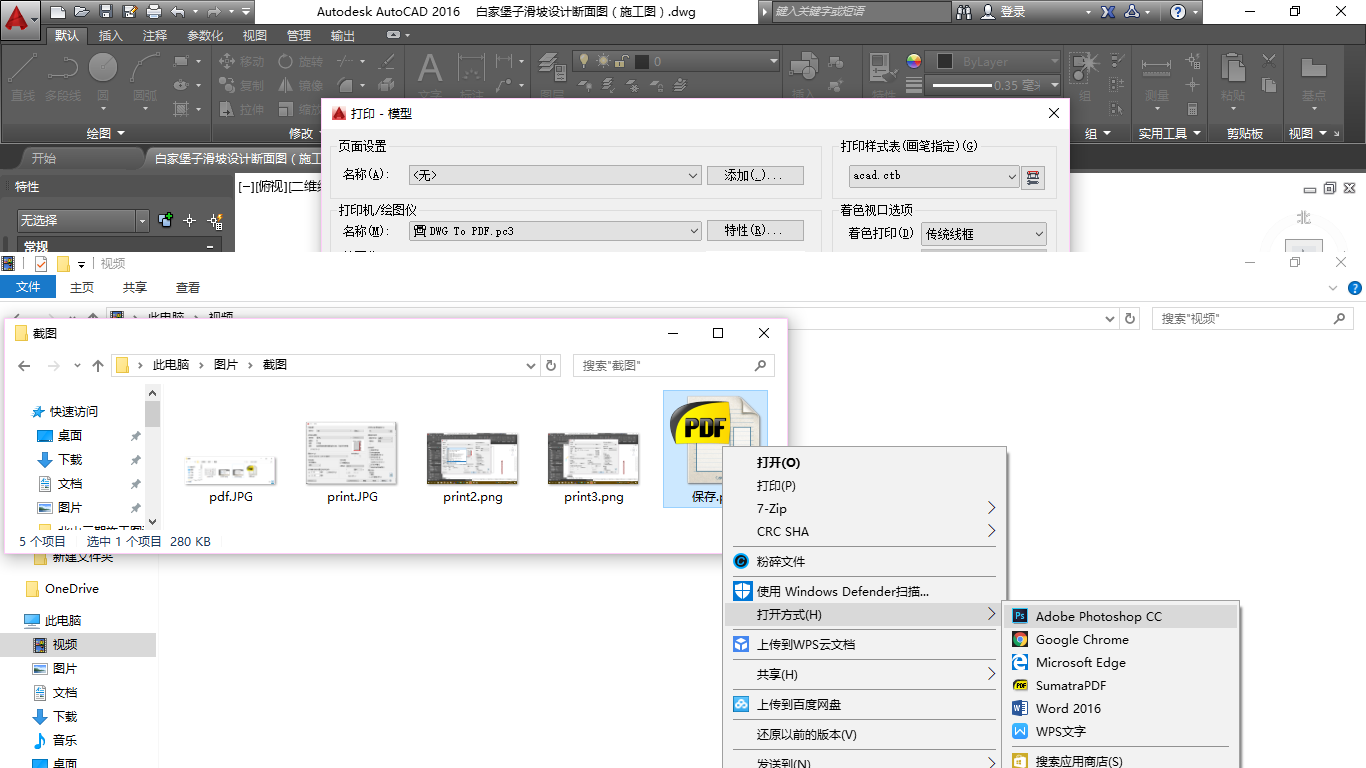 Autodesk AutoCAD 2016 白家堡子滑坡设计断面图（施工图）.dwg
键入关键字或短语
登录
默认 插入 注释 参数化 视图 管理 输出
移动 旋转
0
ByLayer
直线 多段线 圆 圆弧
复制 镜像
文字 标注
图层
插入
特性
0.35 毫
组
测量
粘贴
基点
拉伸 缩放
绘图
修改
组
实用工具
剪贴板
视图
开始
白家堡子滑坡设计断面图（施工
特性
[−][俯视][二维线
无选择
常规
北
打印 - 模型
页面设置
名称(A):
<无>
添加(.)...
打印样式表(画笔指定)(G)
acad.ctb
打印机/绘图仪
名称(M):
DWG To PDF.pc3
特性(R)...
着色视口选项
着色打印(D)
传统线框
视频
文件 主页 共享 查看
此电脑 视频
搜索"视频"
截图
此电脑 图片 截图
搜索"截图"
快速访问
桌面
下载
文档
图片
pdf.JPG
print.JPG
print2.png
print3.png
PDF
保存.p
5 个项目 选中 1 个项目 280 KB
新建文件夹
OneDrive
此电脑
视频
图片
文档
下载
音乐
桌面
打开(O)
打印(P)
7-Zip
CRC SHA
粉碎文件
使用 Windows Defender扫描...
打开方式(H)
上传到WPS云文档
共享(H)
上传到百度网盘
还原以前的版本(V)
发送到(N)
Adobe Photoshop CC
Google Chrome
Microsoft Edge
SumatraPDF
Word 2016
WPS文字
搜索应用商店(S)